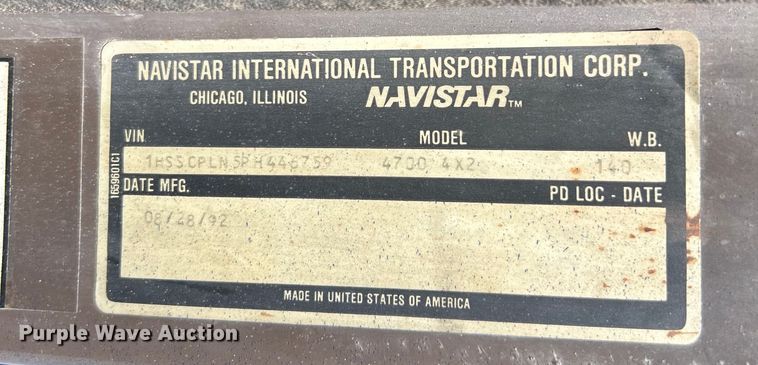 NAVISTAR INTERNATIONAL TRANSPORTATION CORP.
CHICAGO, ILLINOIS NAVISTAR™
VIN MODEL W.B.
1HSSCPLN5PH446759 4700 4X2 140
DATE MFG. PD LOC - DATE
08/28/92
MADE IN UNITED STATES OF AMERICA
1659601C1
Purple Wave Auction